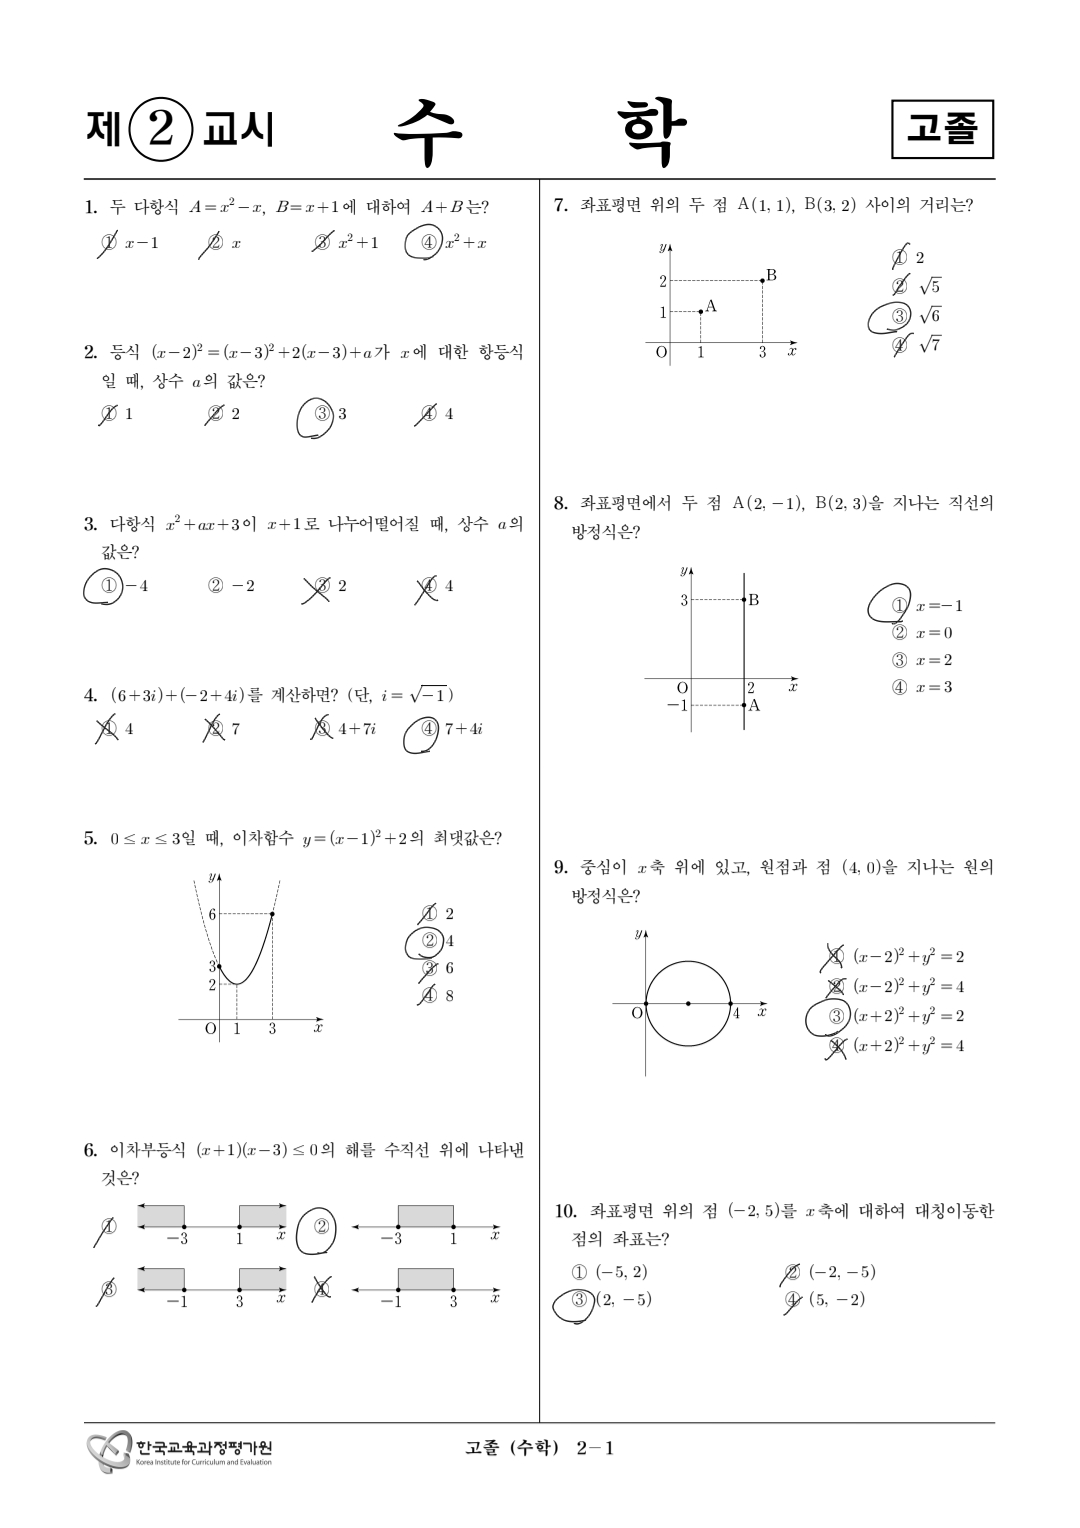 제 ② 교시 수 학 고졸
1. 두 다항식 A=x²−x, B=x+1에 대하여 A+B는?
① x−1 ② x ③ x²+1 ④ x²+x
2. 등식 (x−2)²=(x−3)²+2(x−3)+a가 x에 대한 항등식
일 때, 상수 a의 값은?
① 1 ② 2 ③ 3 ④ 4
3. 다항식 x²+ax+3이 x+1로 나누어떨어질 때, 상수 a의
값은?
① −4 ② −2 ③ 2 ④ 4
4. (6+3i)+(−2+4i)를 계산하면? (단, i=√−1)
① 4 ② 7 ③ 4+7i ④ 7+4i
5. 0≤x≤3일 때, 이차함수 y=(x−1)²+2의 최댓값은?
y
6
3
2
O 1 3 x
① 2
② 4
③ 6
④ 8
6. 이차부등식 (x+1)(x−3)≤0의 해를 수직선 위에 나타낸
것은?
① −3 1 x ② −3 1 x
③ −1 3 x ④ −1 3 x
7. 좌표평면 위의 두 점 A(1, 1), B(3, 2) 사이의 거리는?
y
2 B
1 A
O 1 3 x
① 2
② √5
③ √6
④ √7
8. 좌표평면에서 두 점 A(2, −1), B(2, 3)을 지나는 직선의
방정식은?
y
3 B
O 2 x
−1 A
① x=−1
② x=0
③ x=2
④ x=3
9. 중심이 x축 위에 있고, 원점과 점 (4, 0)을 지나는 원의
방정식은?
y
O 4 x
① (x−2)²+y²=2
② (x−2)²+y²=4
③ (x+2)²+y²=2
④ (x+2)²+y²=4
10. 좌표평면 위의 점 (−2, 5)를 x축에 대하여 대칭이동한
점의 좌표는?
① (−5, 2) ② (−2, −5)
③ (2, −5) ④ (5, −2)
한국교육과정평가원
Korea Institute for Curriculum and Evaluation
고졸 (수학) 2−1